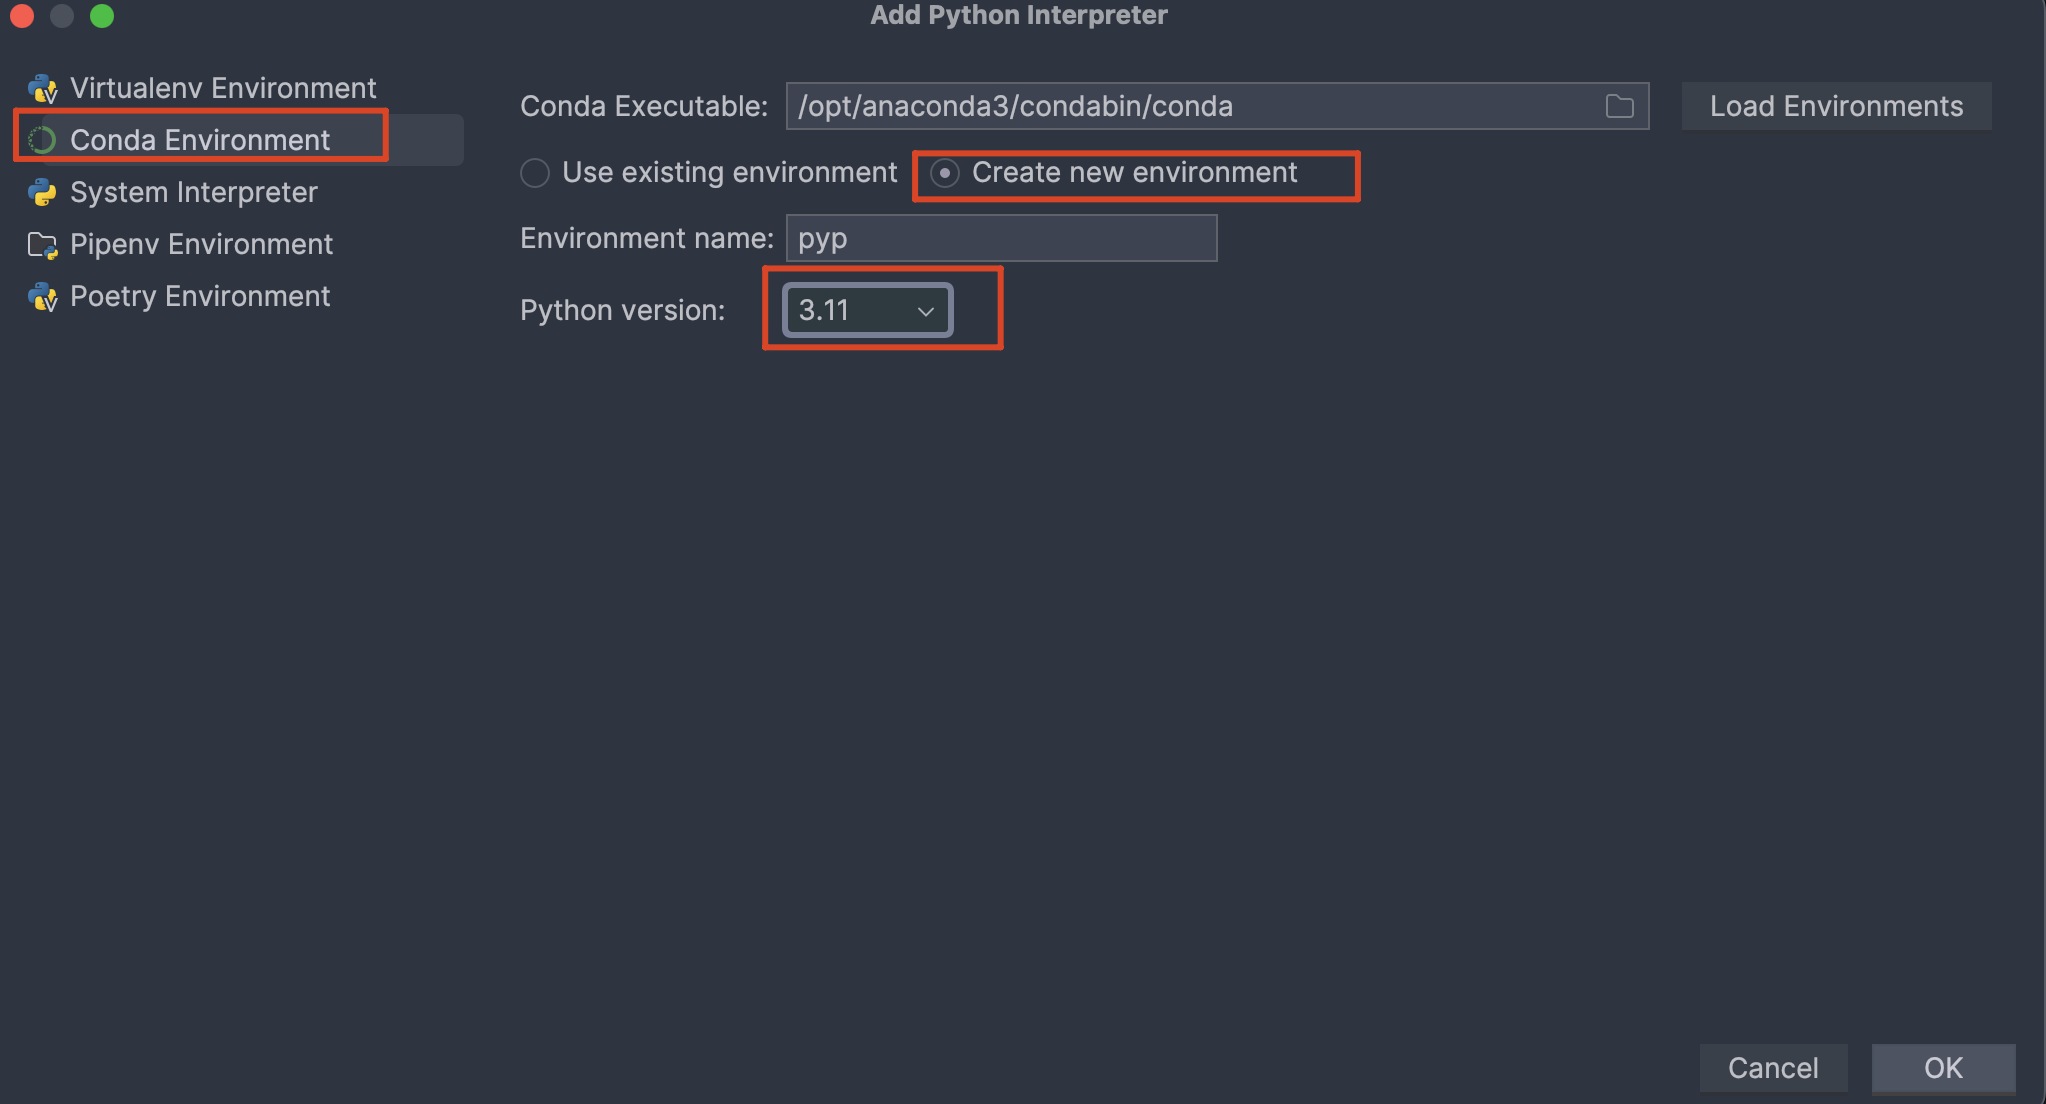 Add Python Interpreter
Virtualenv Environment
Conda Environment
System Interpreter
Pipenv Environment
Poetry Environment
Conda Executable: /opt/anaconda3/condabin/conda Load Environments
Use existing environment Create new environment
Environment name: pyp
Python version: 3.11
Cancel OK